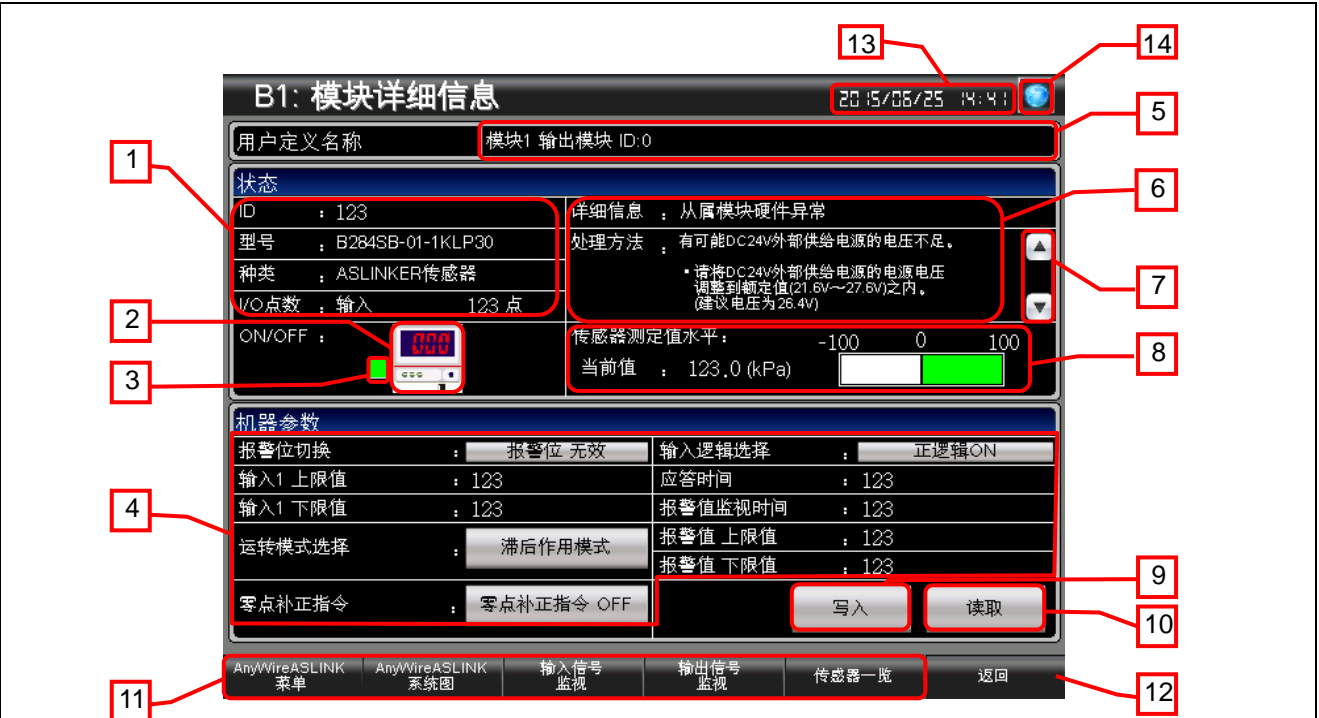 13
14
B1: 模块详细信息
2015/06/25 14:41
5
用户定义名称
模块1 输出模块 ID:0
1
状态
6
ID : 123
详细信息 : 从属模块硬件异常
型号 : B284SB-01-1KLP30
处理方法 : 有可能DC24V外部供给电源的电压不足。
种类 : ASLINKER传感器
・请将DC24V外部供给电源的电源电压
调整到额定值(21.6V～27.6V)之内。
(建议电压为26.4V)
7
I/O点数 : 输入 123 点
2
ON/OFF :
000
传感器测定值水平:
-100 0 100
8
3
当前值 : 123.0 (kPa)
机器参数
报警位切换 : 报警位 无效
输入逻辑选择 : 正逻辑ON
输入1 上限值 : 123
应答时间 : 123
4
输入1 下限值 : 123
报警值监视时间 : 123
运转模式选择 : 滞后作用模式
报警值 上限值 : 123
报警值 下限值 : 123
9
零点补正指令 : 零点补正指令 OFF
写入
读取
10
AnyWireASLINK
菜单
AnyWireASLINK
系统图
输入信号
监视
输出信号
监视
传感器一览
返回
11
12